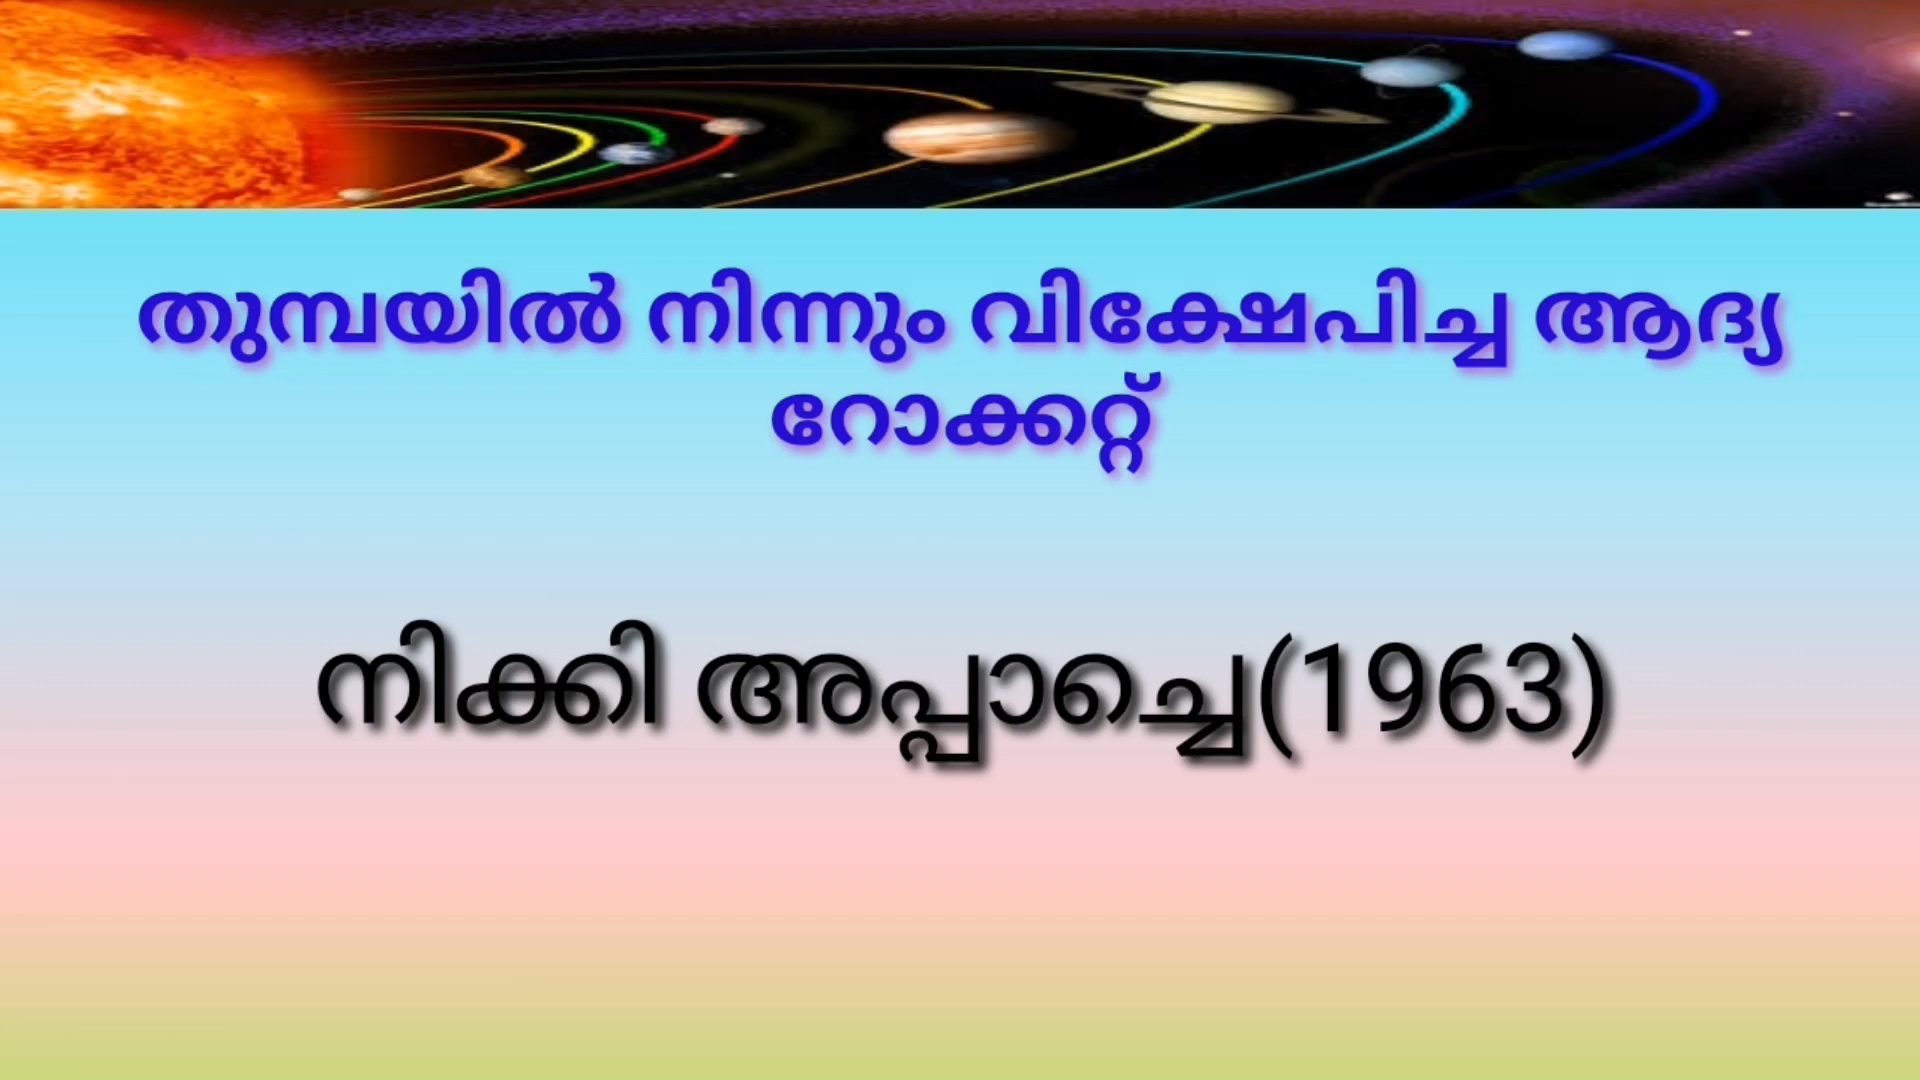 തുമ്പയിൽ നിന്നും വിക്ഷേപിച്ച ആദ്യ
റോക്കറ്റ്
നിക്കി അപ്പാച്ചെ(1963)